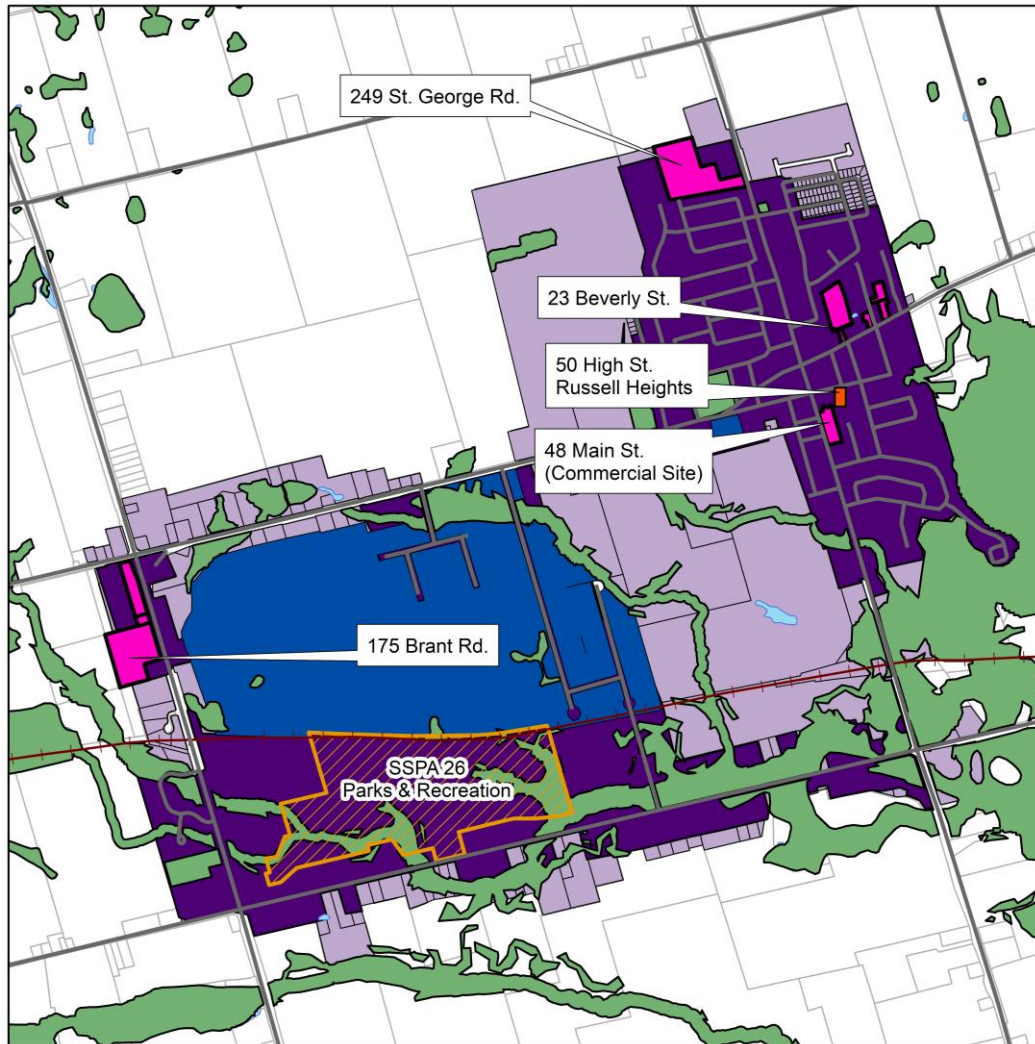 249 St. George Rd.
23 Beverly St.
50 High St.
Russell Heights
48 Main St.
(Commercial Site)
175 Brant Rd.
SSPA 26
Parks & Recreation